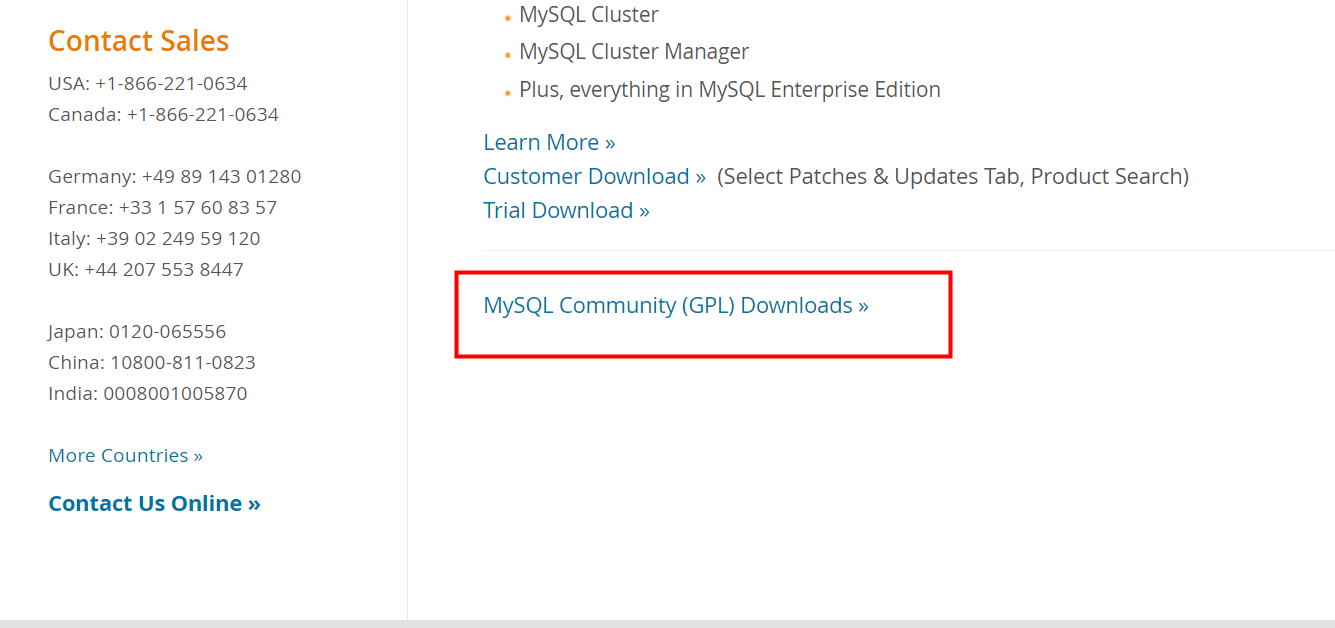 Contact Sales
USA: +1-866-221-0634
Canada: +1-866-221-0634
Germany: +49 89 143 01280
France: +33 1 57 60 83 57
Italy: +39 02 249 59 120
UK: +44 207 553 8447
Japan: 0120-065556
China: 10800-811-0823
India: 0008001005870
More Countries »
Contact Us Online »
MySQL Cluster
MySQL Cluster Manager
Plus, everything in MySQL Enterprise Edition
Learn More »
Customer Download » (Select Patches & Updates Tab, Product Search)
Trial Download »
MySQL Community (GPL) Downloads »